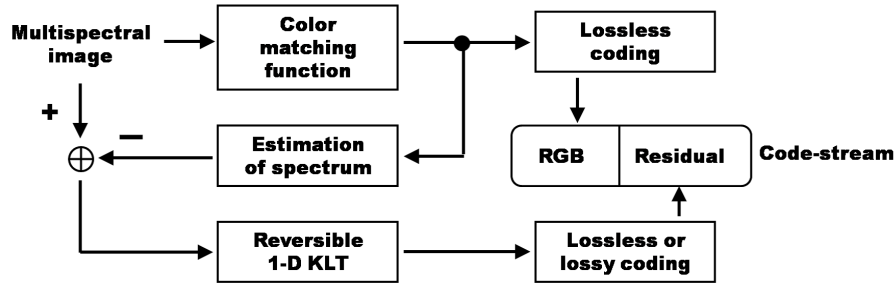 Multispectral
image
Color
matching
function
Lossless
coding
+
−
Estimation
of spectrum
RGB
Residual
Code-stream
Reversible
1-D KLT
Lossless or
lossy coding